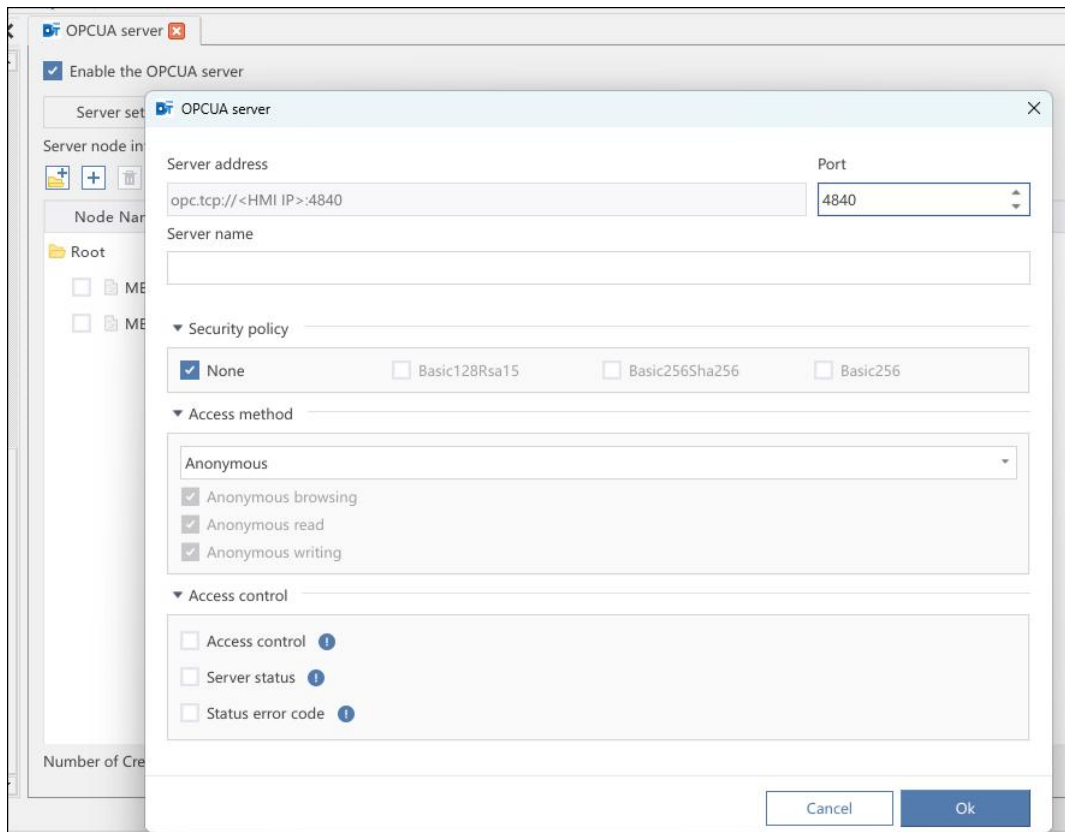 OPCUA server
Enable the OPCUA server
Server set
OPCUA server
Server node in
Server address
Port
opc.tcp://<HMI IP>:4840
4840
Node Nar
Server name
Root
ME
ME
Security policy
None
Basic128Rsa15
Basic256Sha256
Basic256
Access method
Anonymous
Anonymous browsing
Anonymous read
Anonymous writing
Access control
Access control
Server status
Status error code
Number of Cre
Cancel
Ok